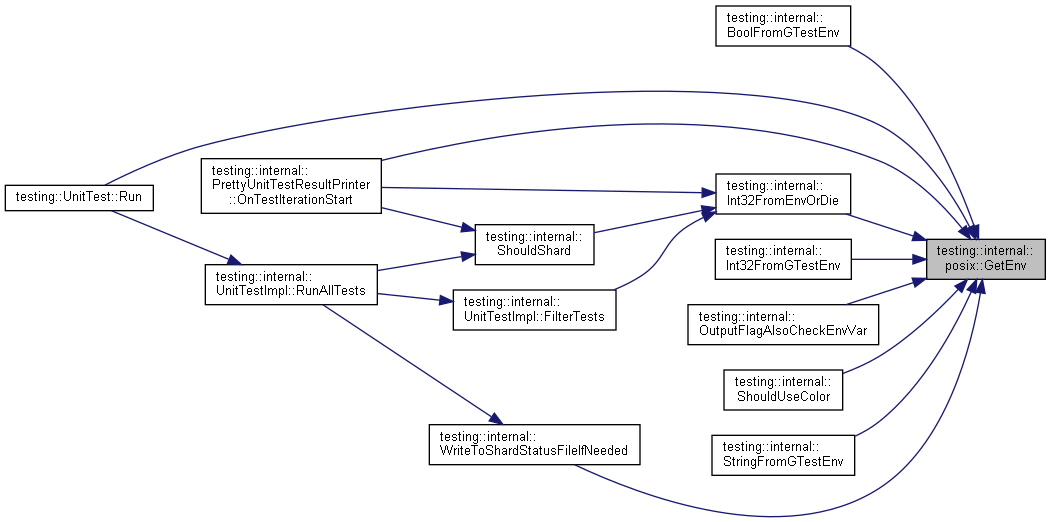 testing::internal::
BoolFromGTestEnv
testing::internal::
PrettyUnitTestResultPrinter
::OnTestIterationStart
testing::UnitTest::Run
testing::internal::
Int32FromEnvOrDie
testing::internal::
ShouldShard
testing::internal::
posix::GetEnv
testing::internal::
Int32FromGTestEnv
testing::internal::
UnitTestImpl::RunAllTests
testing::internal::
UnitTestImpl::FilterTests
testing::internal::
OutputFlagAlsoCheckEnvVar
testing::internal::
ShouldUseColor
testing::internal::
WriteToShardStatusFileIfNeeded
testing::internal::
StringFromGTestEnv